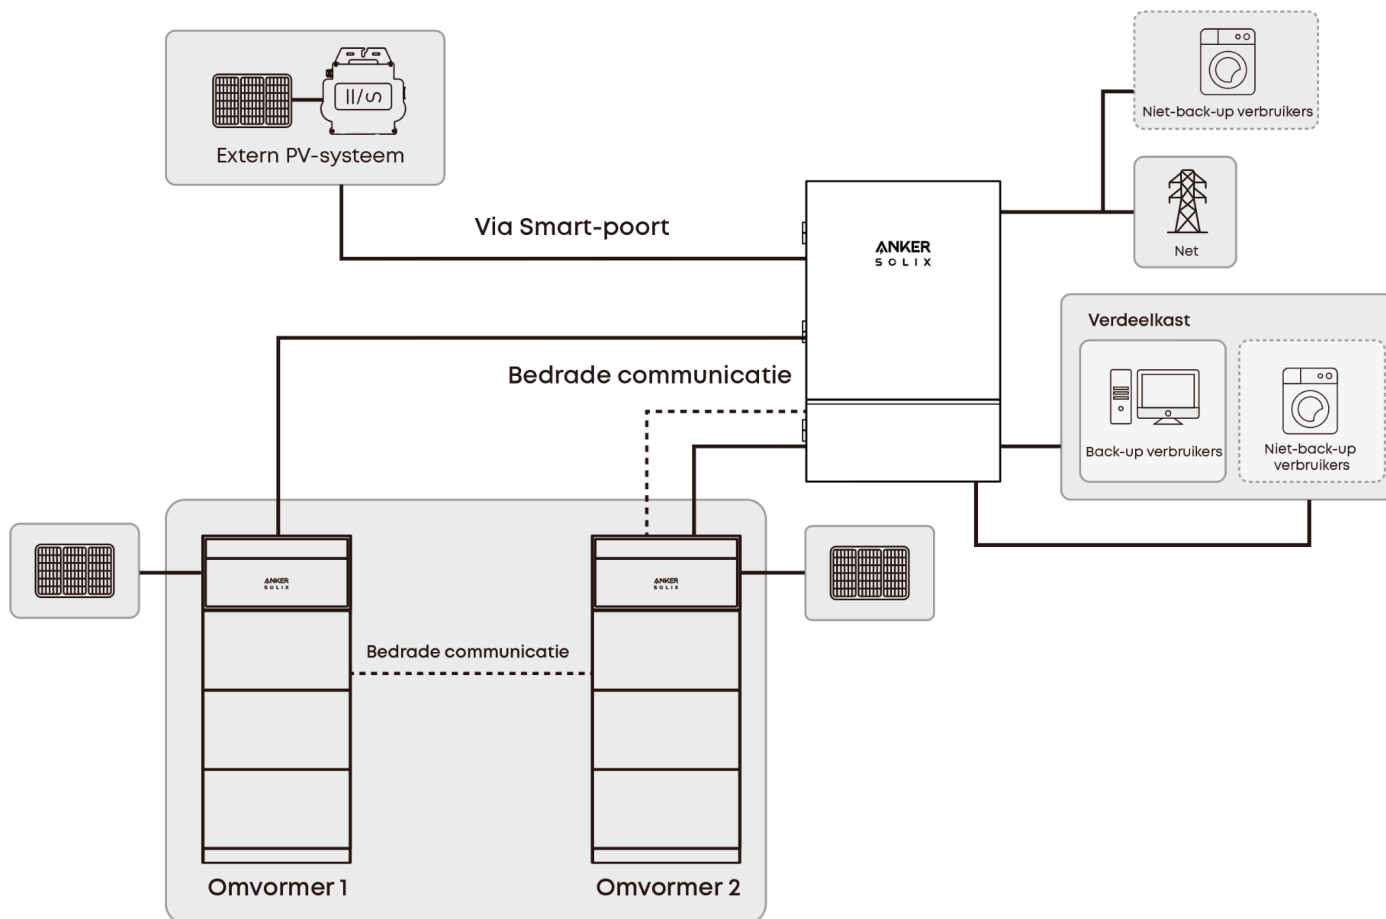 Extern PV-systeem
Niet-back-up verbruikers
Net
Via Smart-poort
ANKER
SOLIX
Verdeelkast
Back-up verbruikers
Niet-back-up
verbruikers
Bedrade communicatie
ANKER
SOLIX
ANKER
SOLIX
Bedrade communicatie
Omvormer 1
Omvormer 2